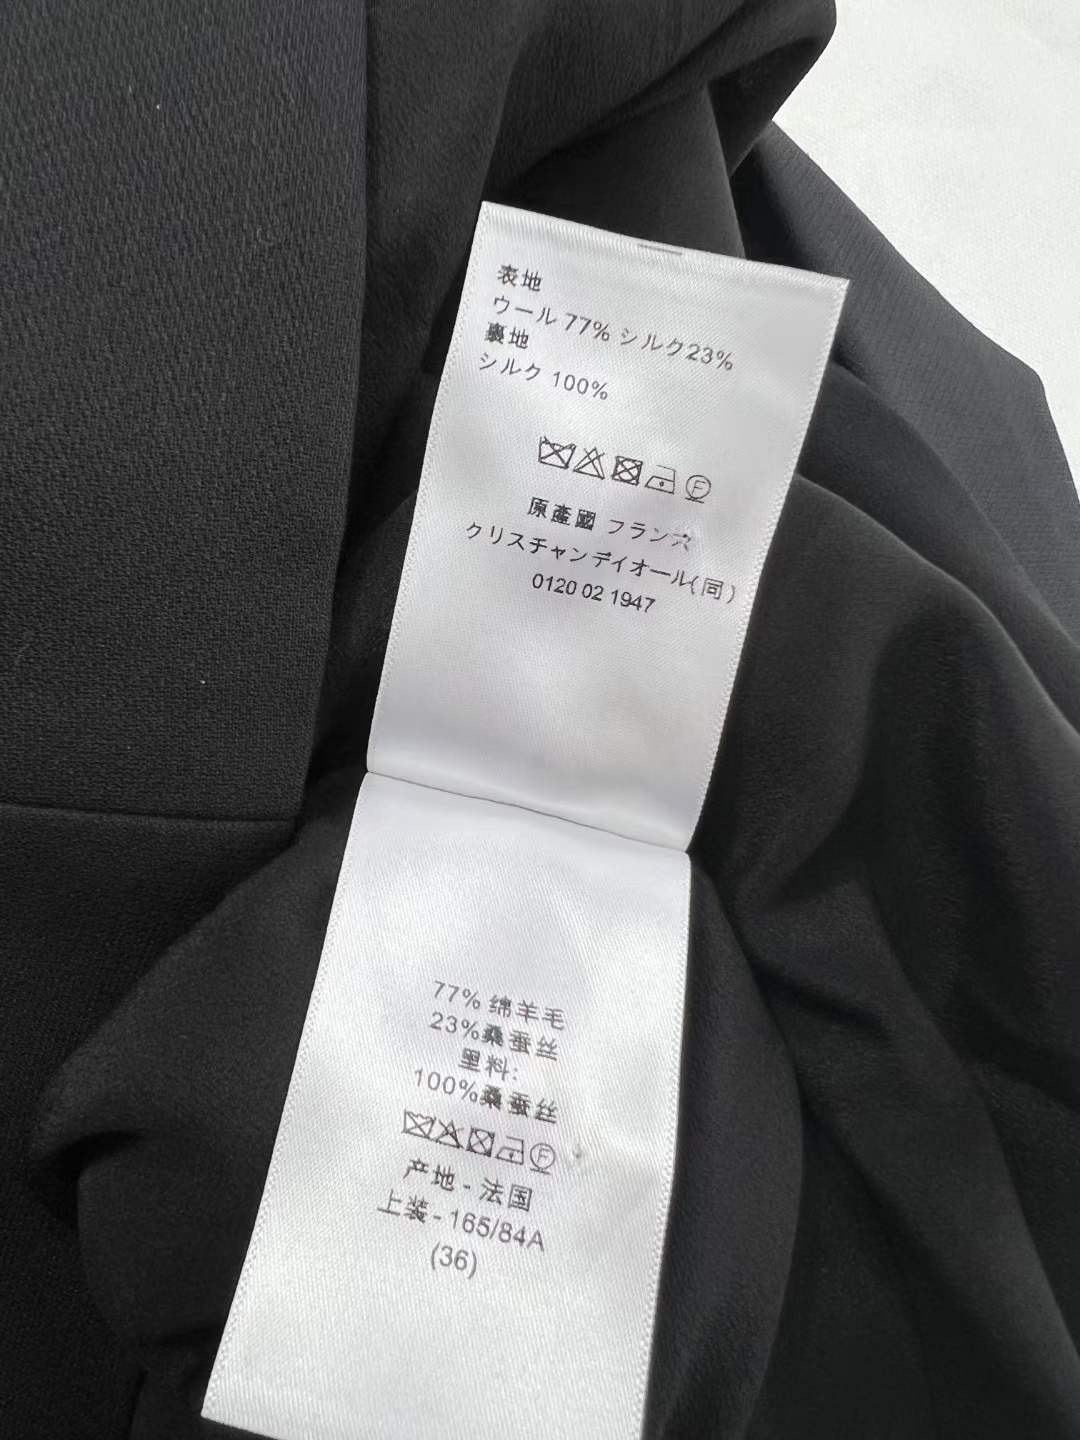 表地
ウール 77% シルク23%
裏地
シルク 100%
F
原產國 フランス
クリスチャンディオール(同)
0120 02 1947
77% 绵羊毛
23%桑蚕丝
里料:
100%桑蚕丝
F
产地 - 法国
上装 - 165/84A
(36)